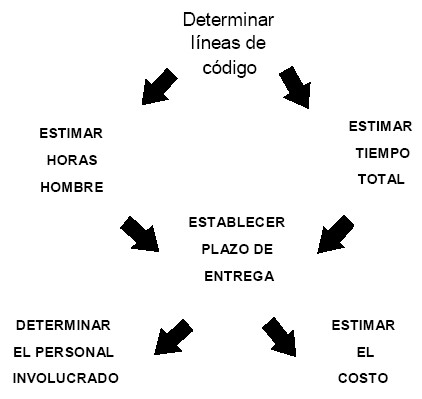 Determinar
líneas de
código
ESTIMAR
HORAS
HOMBRE
ESTIMAR
TIEMPO
TOTAL
ESTABLECER
PLAZO DE
ENTREGA
DETERMINAR
EL PERSONAL
INVOLUCRADO
ESTIMAR
EL
COSTO